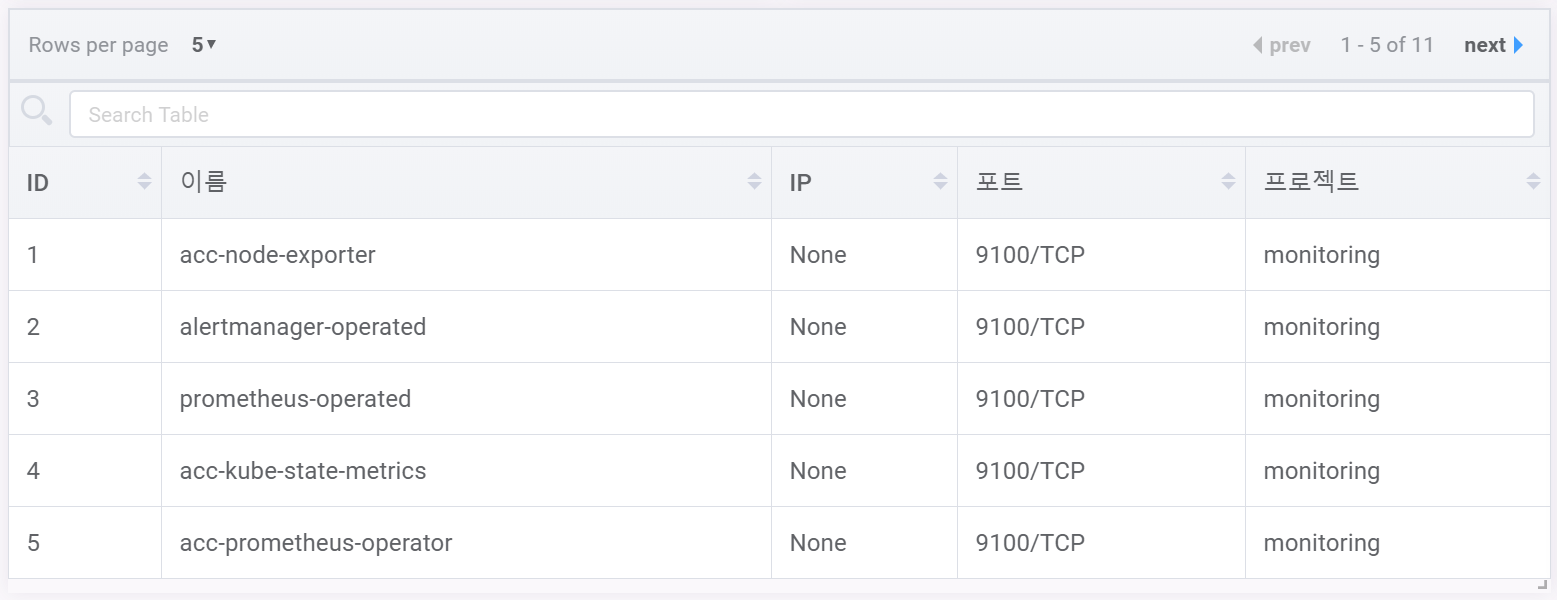 Rows per page 5▼ prev 1 - 5 of 11 next
Search Table
ID 이름 IP 포트 프로젝트
1 acc-node-exporter None 9100/TCP monitoring
2 alertmanager-operated None 9100/TCP monitoring
3 prometheus-operated None 9100/TCP monitoring
4 acc-kube-state-metrics None 9100/TCP monitoring
5 acc-prometheus-operator None 9100/TCP monitoring